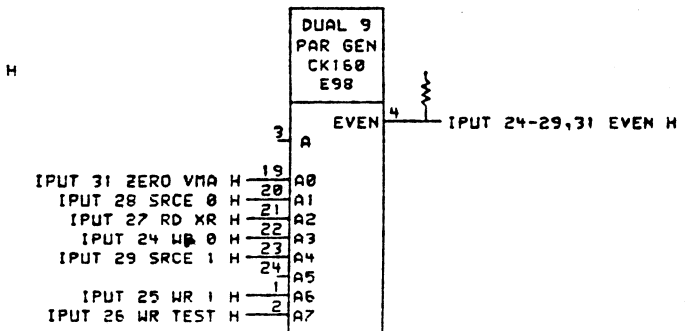 DUAL 9
PAR GEN
CK160
E98
H
EVEN 4 IPUT 24-29,31 EVEN H
3 A
IPUT 31 ZERO VMA H 19 A0
IPUT 28 SRCE 0 H 20 A1
IPUT 27 RD XR H 21 A2
IPUT 24 WR 0 H 22 A3
IPUT 29 SRCE 1 H 23 A4
24 A5
IPUT 25 WR 1 H 1 A6
IPUT 26 WR TEST H 2 A7